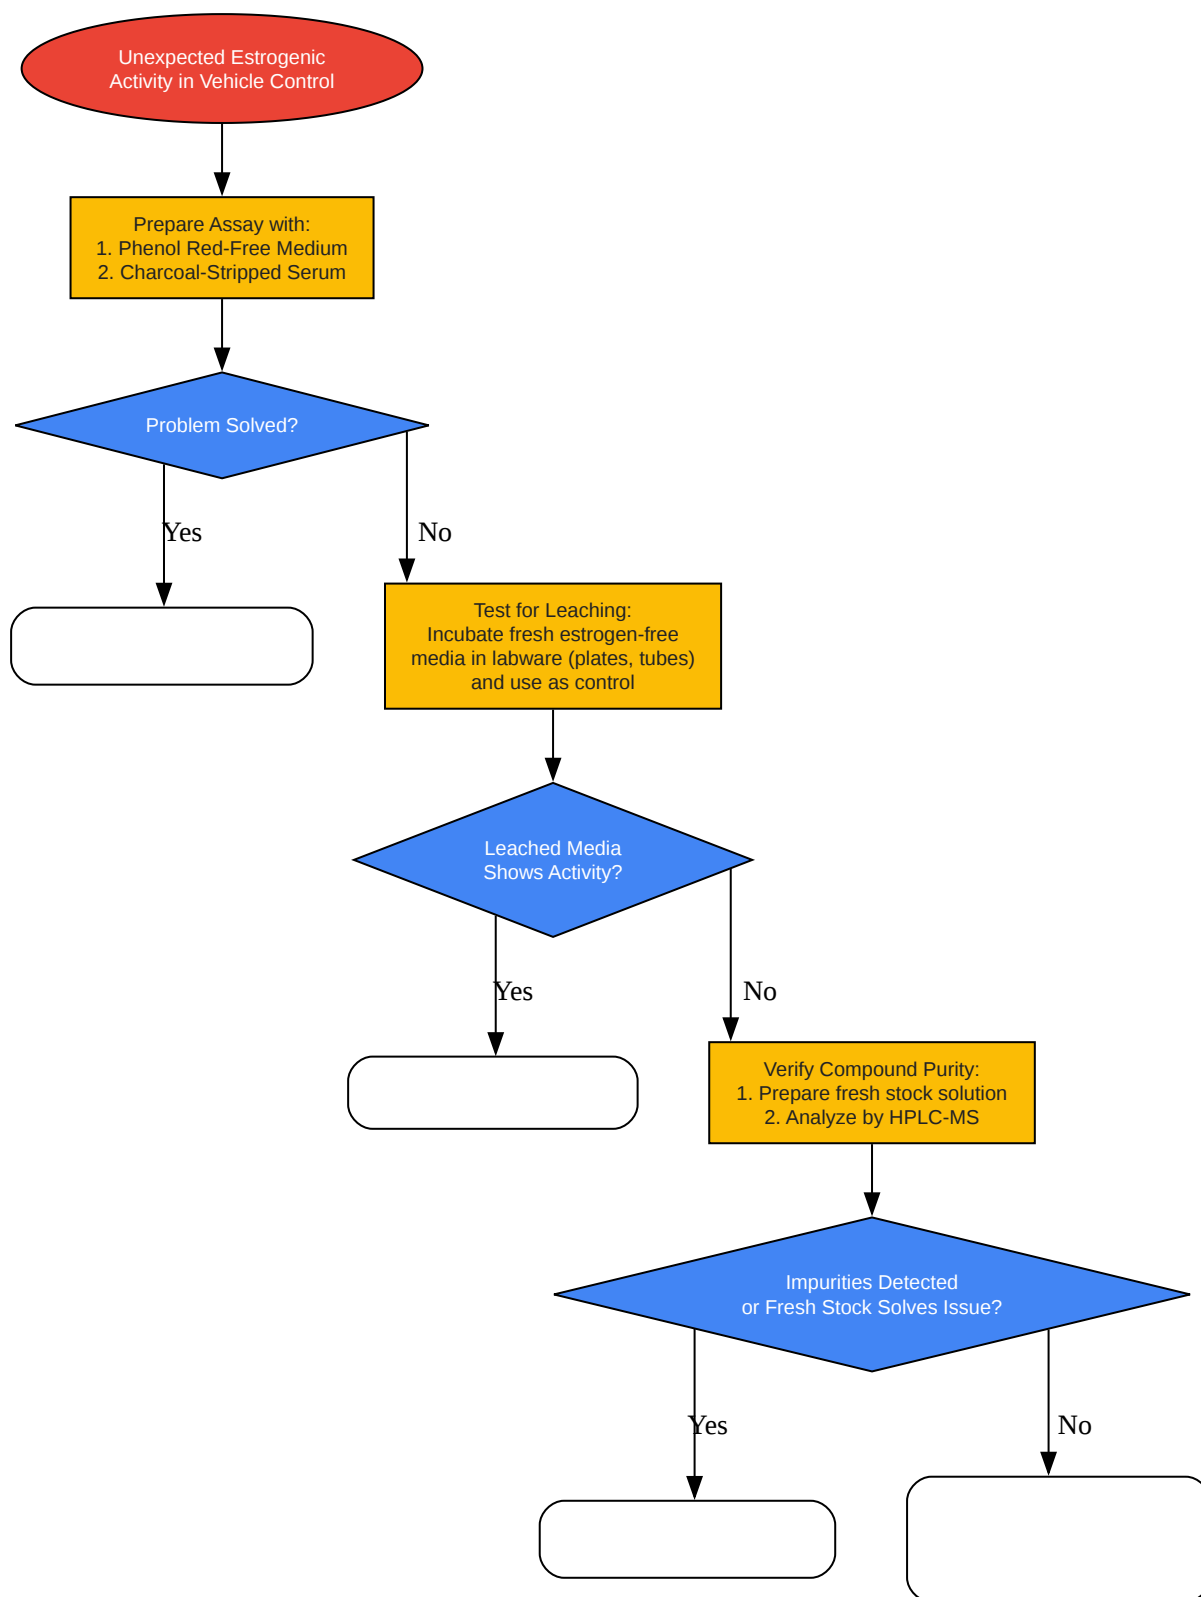 Unexpected Estrogenic
Activity in Vehicle Control
Prepare Assay with:
1. Phenol Red-Free Medium
2. Charcoal-Stripped Serum
Problem Solved?
Yes
No
Test for Leaching:
Incubate fresh estrogen-free
media in labware (plates, tubes)
and use as control
Leached Media
Shows Activity?
Yes
No
Verify Compound Purity:
1. Prepare fresh stock solution
2. Analyze by HPLC-MS
Impurities Detected
or Fresh Stock Solves Issue?
Yes
No